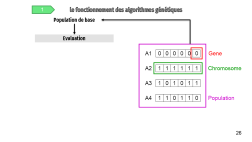 1
le fonctionnement des algorithmes génétiques
Population de base
Evaluation
A1 0 0 0 0 0 0 Gene
A2 1 1 1 1 1 1 Chromosome
A3 1 0 1 0 1 1
A4 1 1 0 1 1 0 Population
26